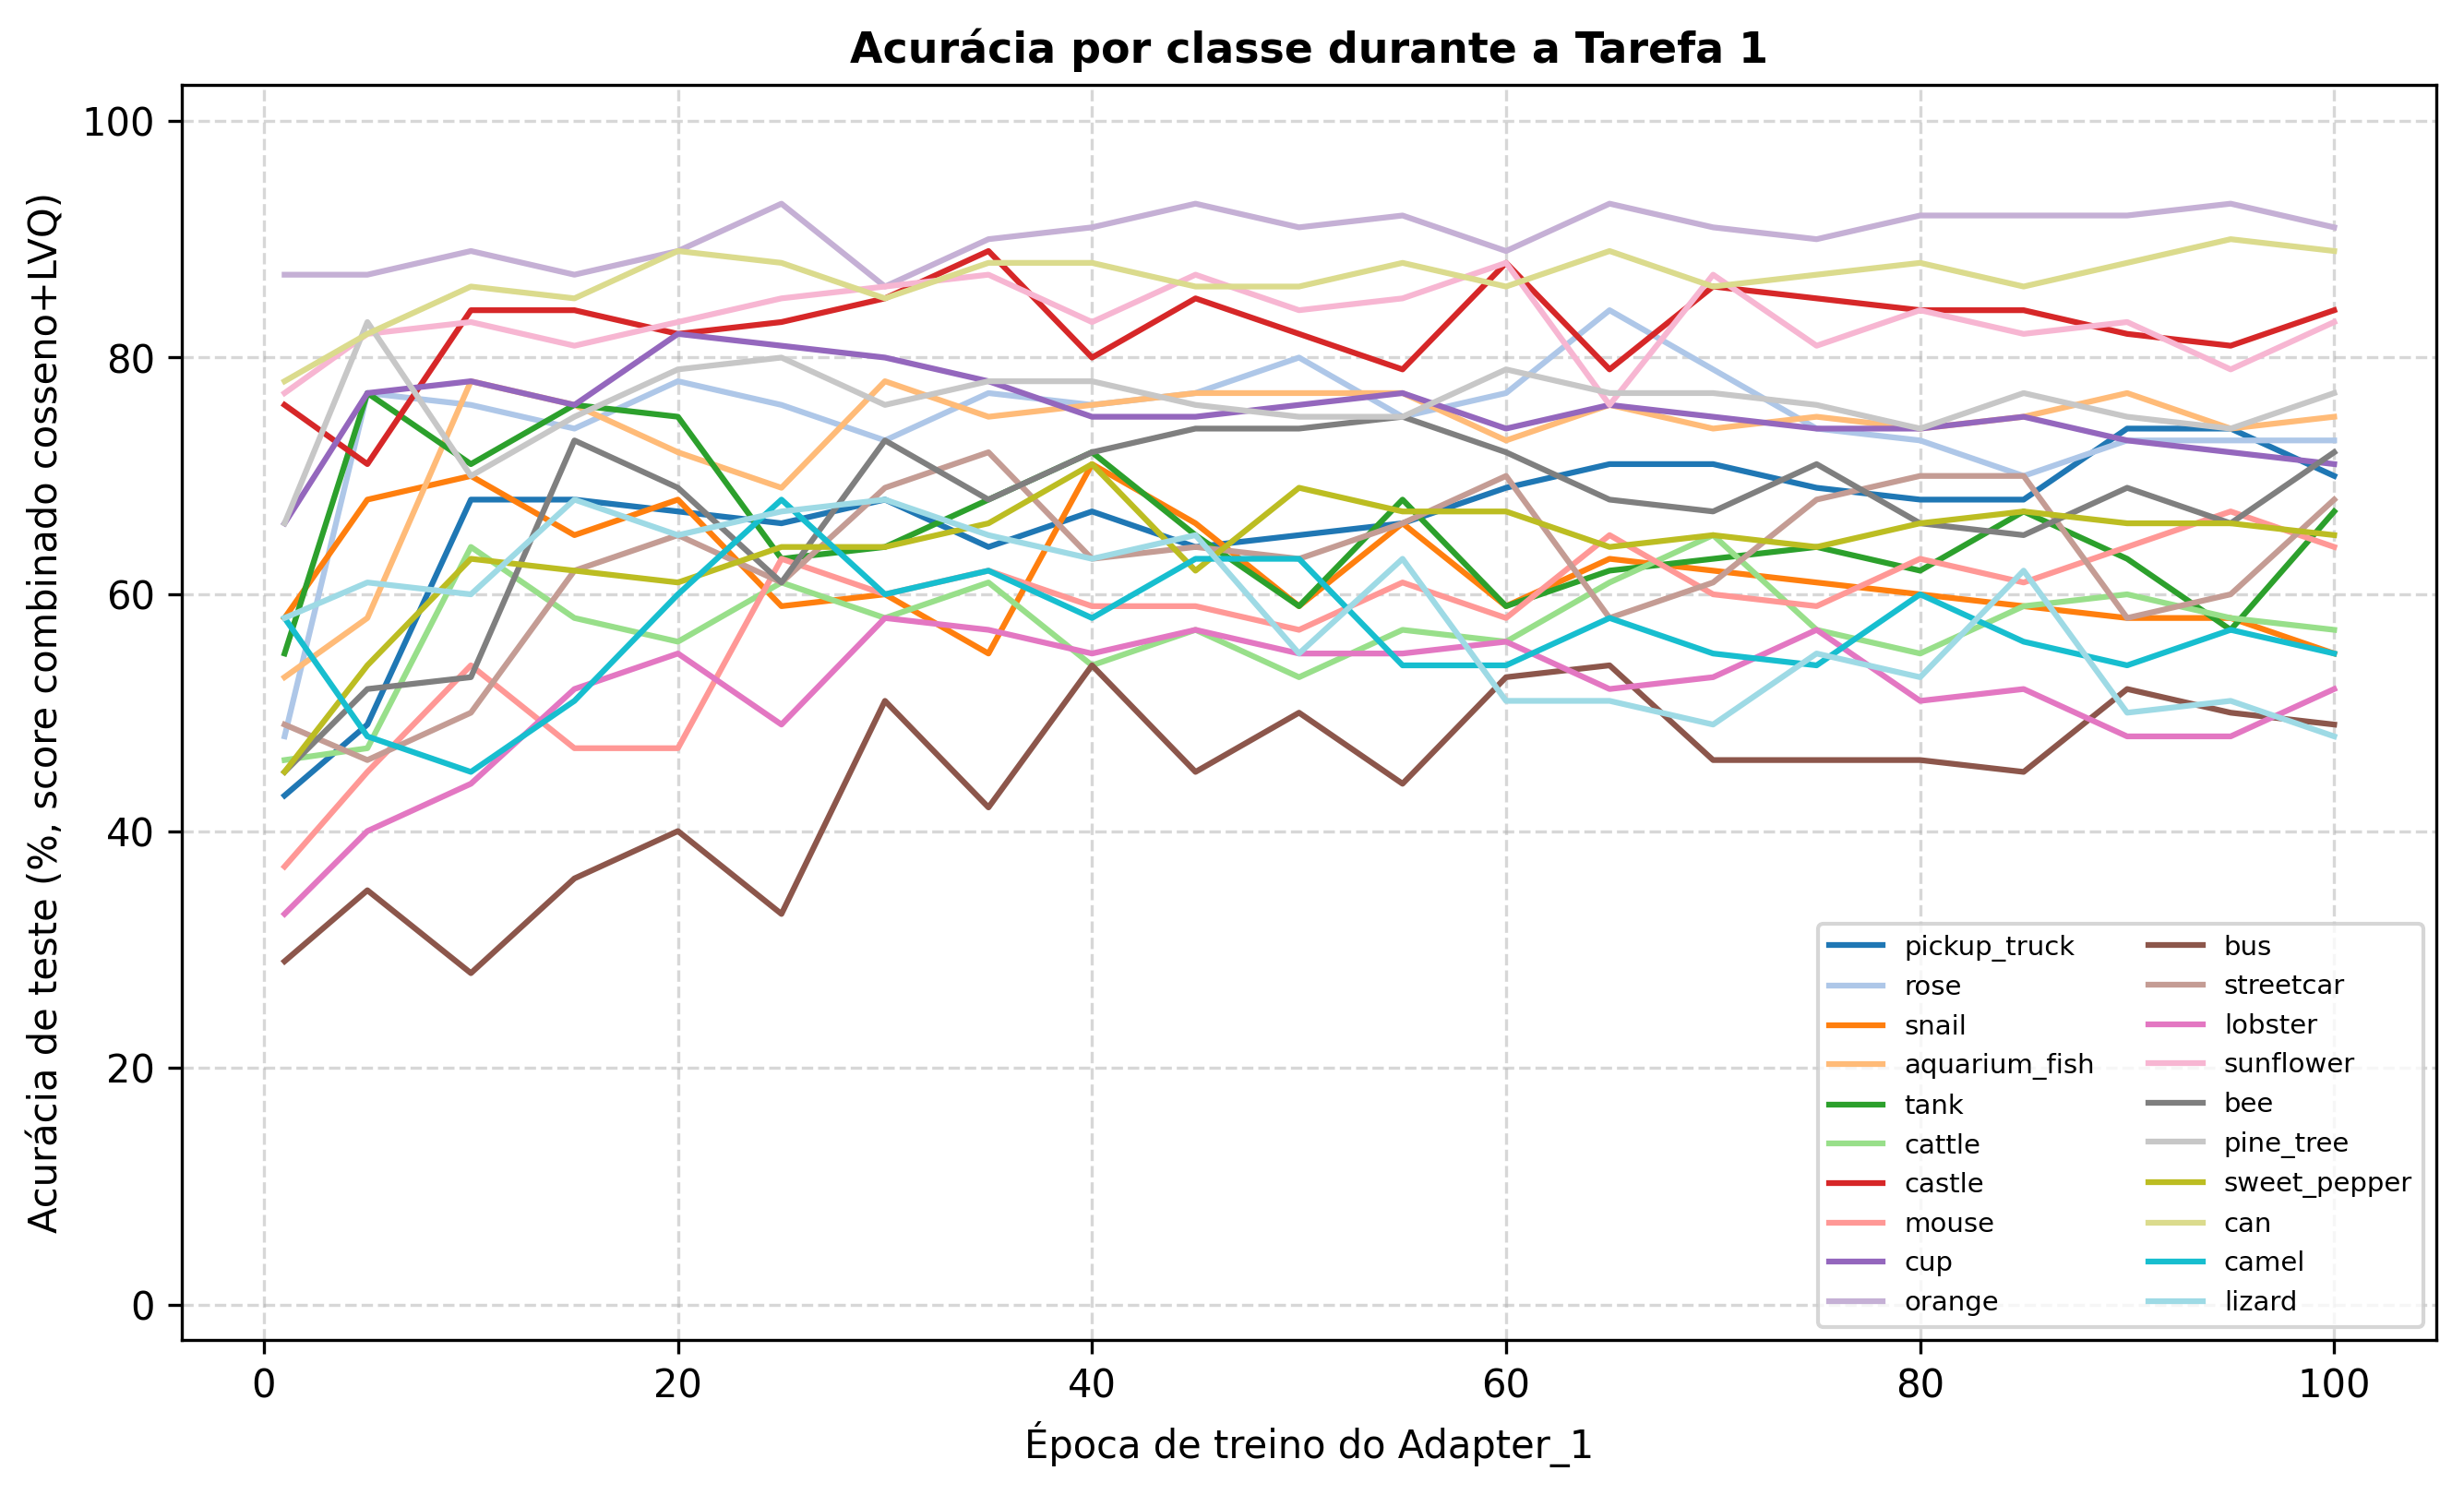 Acurácia por classe durante a Tarefa 1
Acurácia de teste (%, score combinado cosseno+LVQ)
100
80
60
40
20
0
0 20 40 60 80 100
Época de treino do Adapter_1
pickup_truck
rose
snail
aquarium_fish
tank
cattle
castle
mouse
cup
orange
bus
streetcar
lobster
sunflower
bee
pine_tree
sweet_pepper
can
camel
lizard